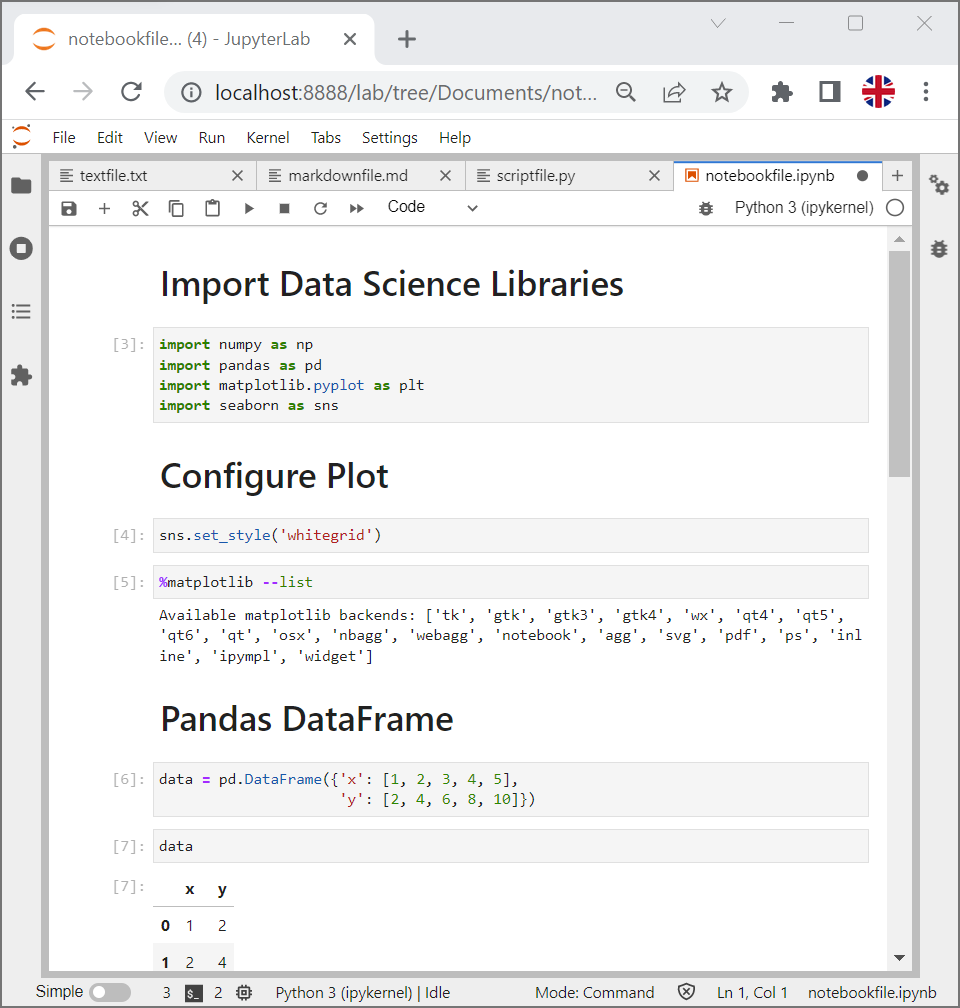 notebookfile... (4) - JupyterLab
localhost:8888/lab/tree/Documents/not...
File Edit View Run Kernel Tabs Settings Help
textfile.txt markdownfile.md scriptfile.py notebookfile.ipynb
Code Python 3 (ipykernel)
Import Data Science Libraries
[3]: import numpy as np
import pandas as pd
import matplotlib.pyplot as plt
import seaborn as sns
Configure Plot
[4]: sns.set_style('whitegrid')
[5]: %matplotlib --list
Available matplotlib backends: ['tk', 'gtk', 'gtk3', 'gtk4', 'wx', 'qt4', 'qt5',
'qt6', 'qt', 'osx', 'nbagg', 'webagg', 'notebook', 'agg', 'svg', 'pdf', 'ps', 'inl
ine', 'ipympl', 'widget']
Pandas DataFrame
[6]: data = pd.DataFrame({'x': [1, 2, 3, 4, 5],
'y': [2, 4, 6, 8, 10]})
[7]: data
[7]: x y
0 1 2
1 2 4
Simple 3 $_ 2 Python 3 (ipykernel) | Idle Mode: Command Ln 1, Col 1 notebookfile.ipynb